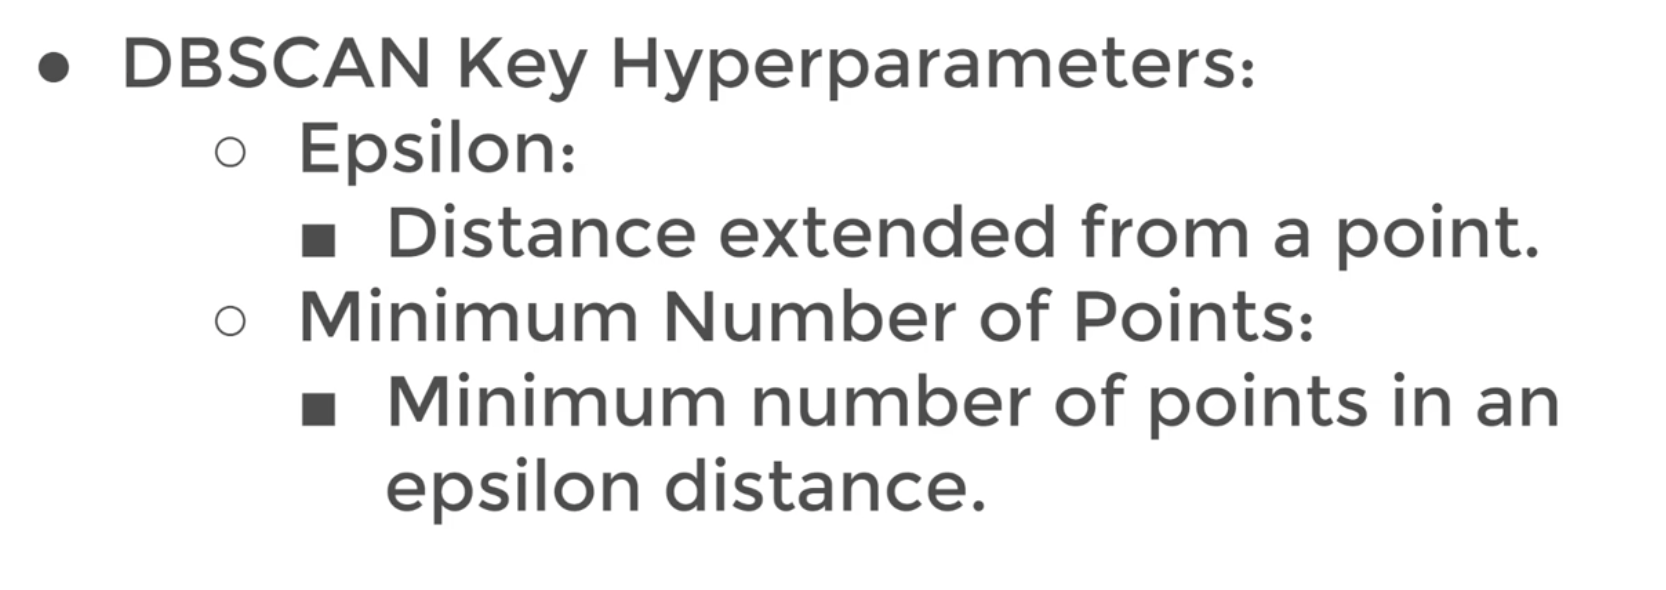 ● DBSCAN Key Hyperparameters:
○ Epsilon:
■ Distance extended from a point.
○ Minimum Number of Points:
■ Minimum number of points in an
epsilon distance.